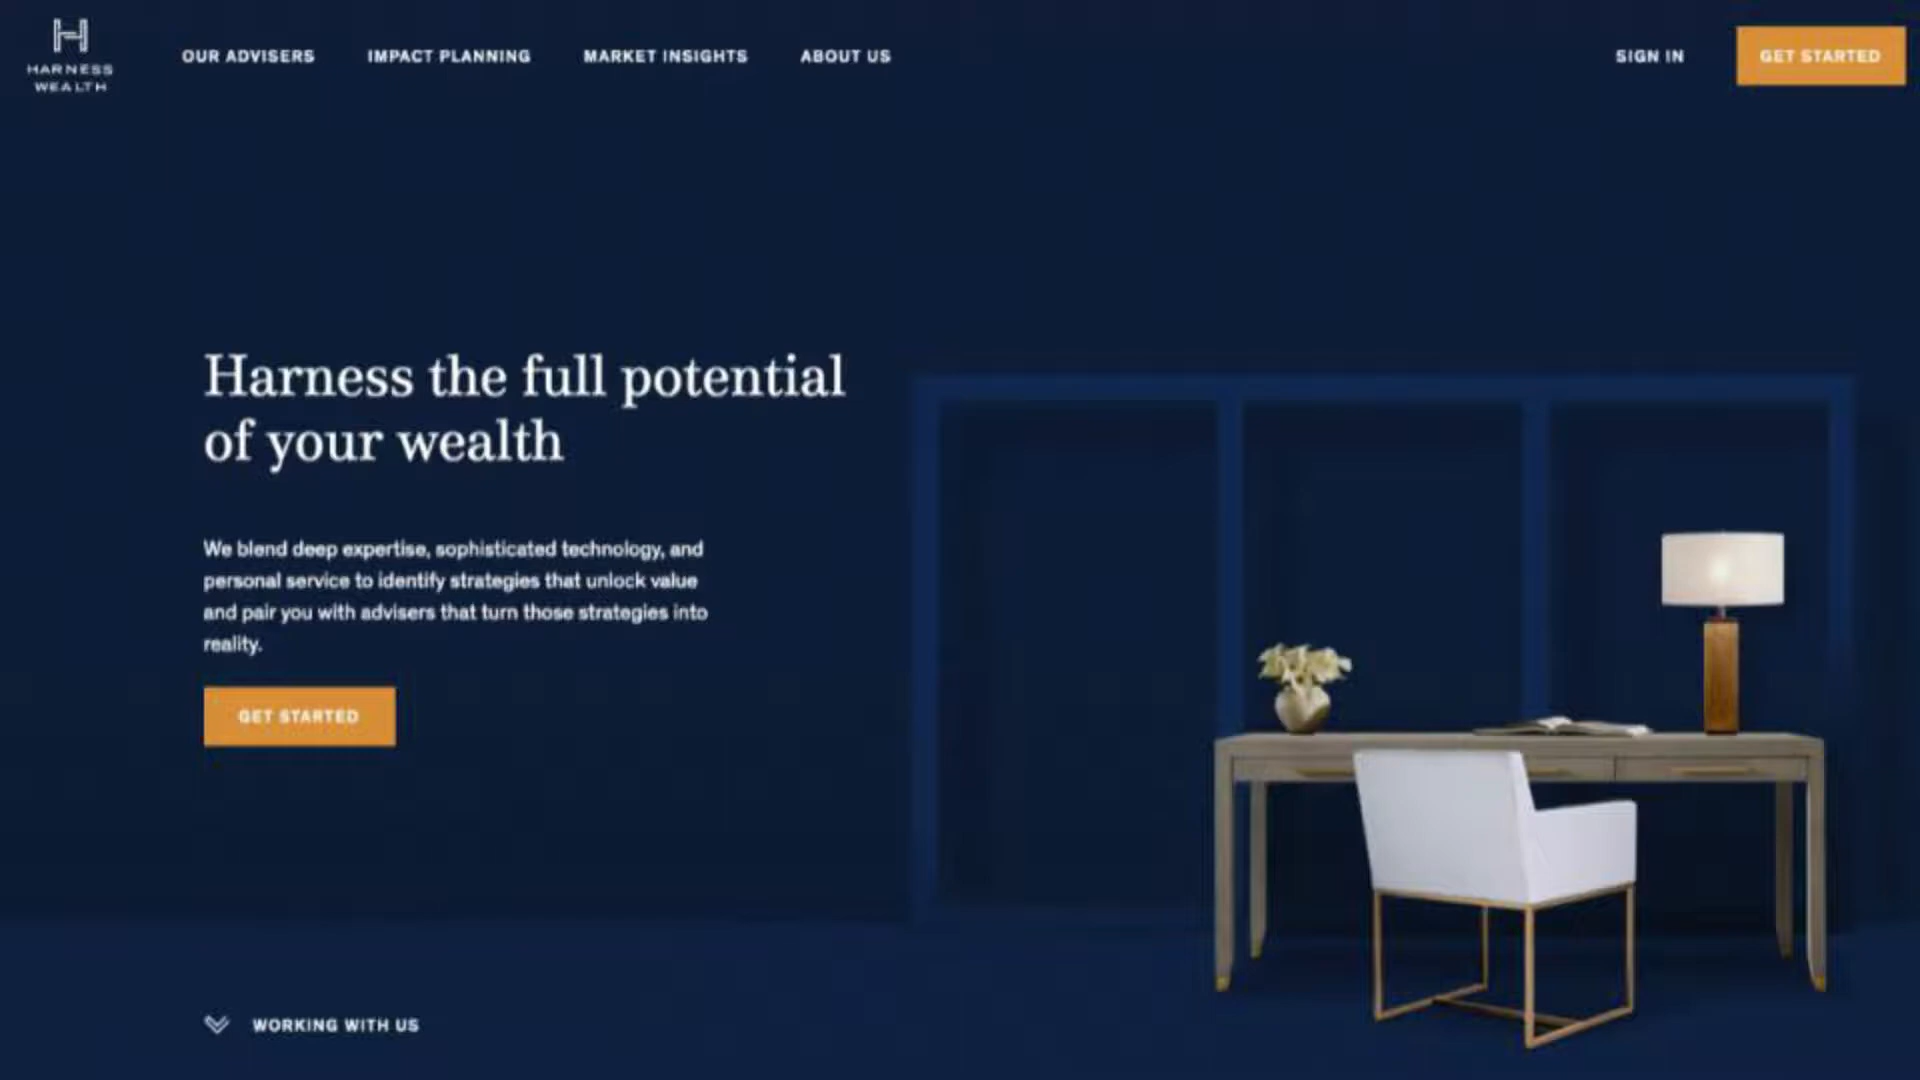 HARNESS
WEALTH
OUR ADVISERS
IMPACT PLANNING
MARKET INSIGHTS
ABOUT US
SIGN IN
GET STARTED
Harness the full potential
of your wealth
We blend deep expertise, sophisticated technology, and
personal service to identify strategies that unlock value
and pair you with advisers that turn those strategies into
reality.
GET STARTED
WORKING WITH US